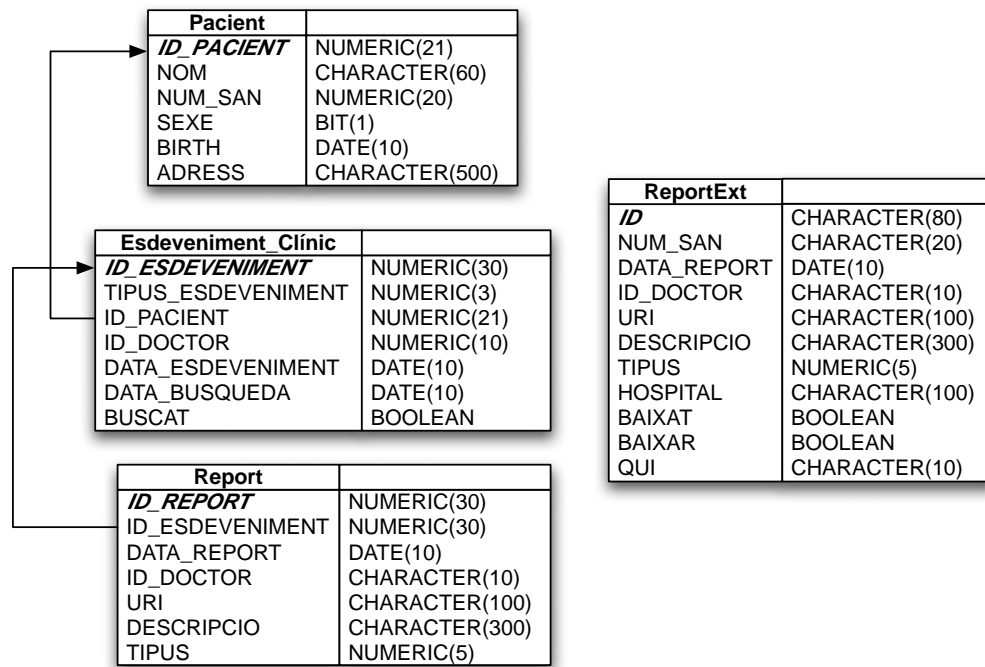 Pacient
ID_PACIENT NUMERIC(21)
NOM CHARACTER(60)
NUM_SAN NUMERIC(20)
SEXE BIT(1)
BIRTH DATE(10)
ADRESS CHARACTER(500)
Esdeveniment_Clínic
ID_ESDEVENIMENT NUMERIC(30)
TIPUS_ESDEVENIMENT NUMERIC(3)
ID_PACIENT NUMERIC(21)
ID_DOCTOR NUMERIC(10)
DATA_ESDEVENIMENT DATE(10)
DATA_BUSQUEDA DATE(10)
BUSCAT BOOLEAN
Report
ID_REPORT NUMERIC(30)
ID_ESDEVENIMENT NUMERIC(30)
DATA_REPORT DATE(10)
ID_DOCTOR CHARACTER(10)
URI CHARACTER(100)
DESCRIPCIO CHARACTER(300)
TIPUS NUMERIC(5)
ReportExt
ID CHARACTER(80)
NUM_SAN CHARACTER(20)
DATA_REPORT DATE(10)
ID_DOCTOR CHARACTER(10)
URI CHARACTER(100)
DESCRIPCIO CHARACTER(300)
TIPUS NUMERIC(5)
HOSPITAL CHARACTER(100)
BAIXAT BOOLEAN
BAIXAR BOOLEAN
QUI CHARACTER(10)